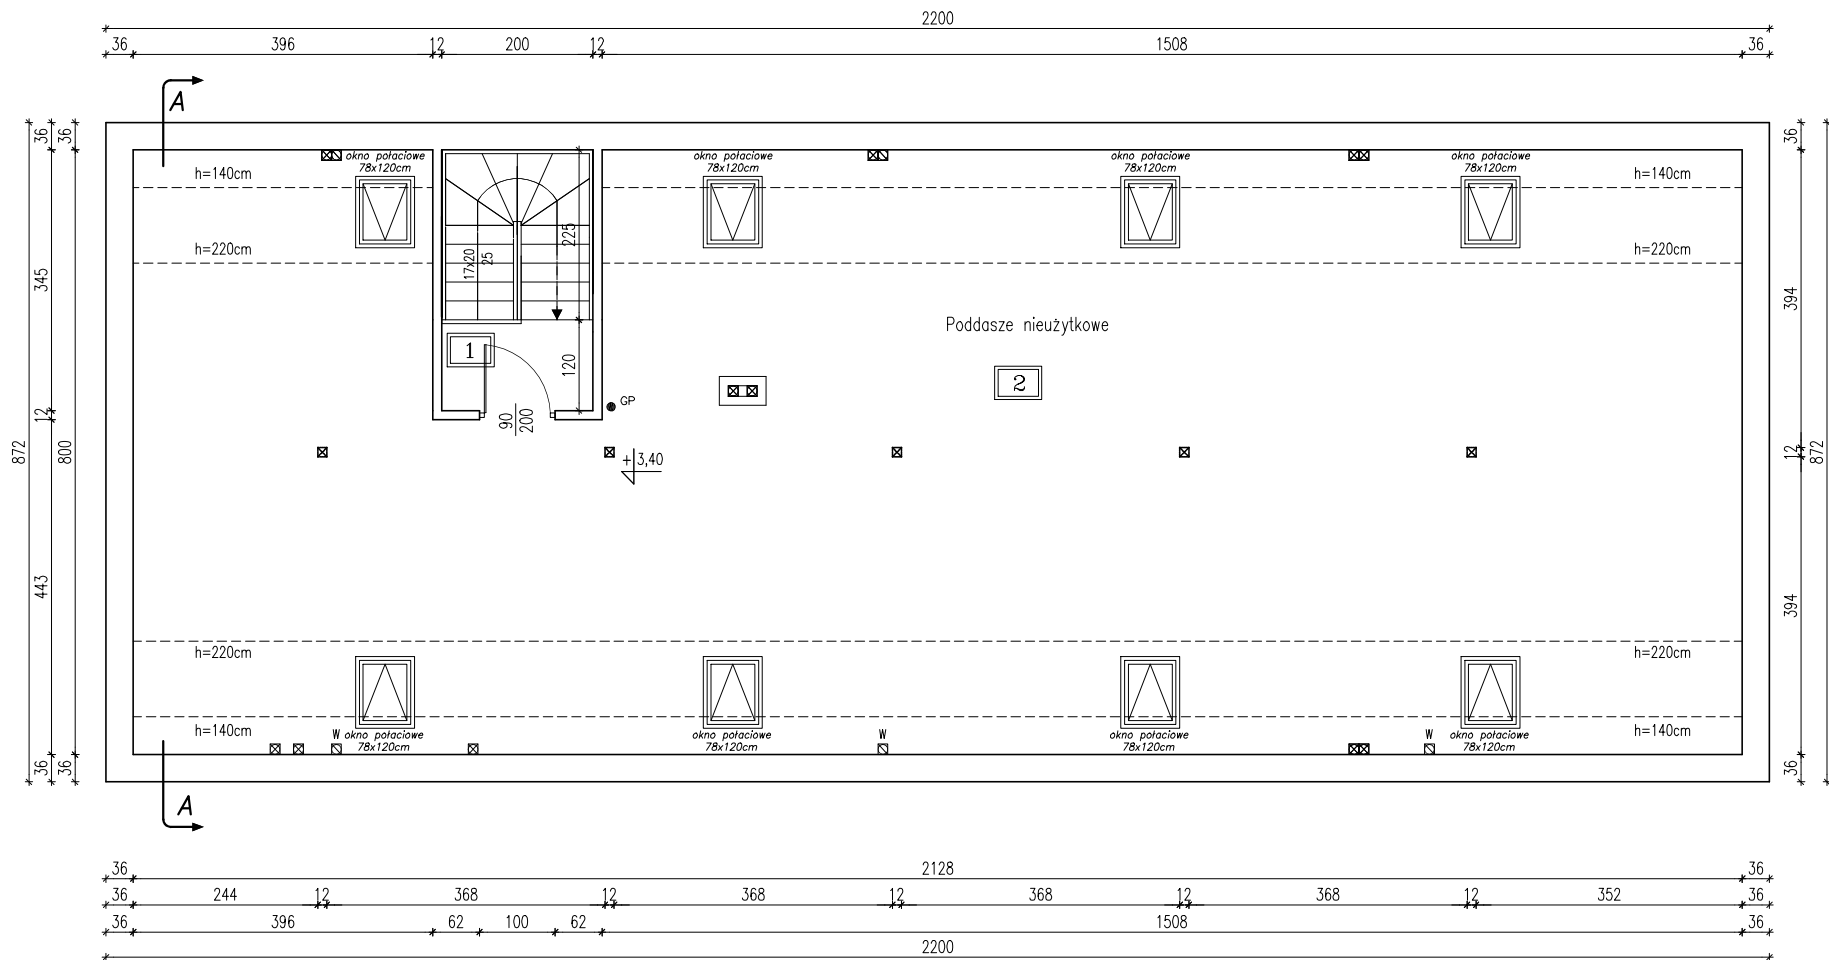 2200
36 396 12 200 12 1508 36
A
36 36 36
okno połaciowe okno połaciowe okno połaciowe okno połaciowe
78x120cm 78x120cm 78x120cm 78x120cm
h=140cm h=140cm
h=220cm 225 h=220cm
17x20
25
345 394
Poddasze nieużytkowe
1 120
2
GP
12 90
200
872 800 +3,40 12 872
443 394
h=220cm h=220cm
h=140cm h=140cm
W W W
okno połaciowe okno połaciowe okno połaciowe okno połaciowe
78x120cm 78x120cm 78x120cm 78x120cm
36 36 36
A
36 2128 36
36 244 12 368 12 368 12 368 12 368 12 352 36
36 396 62 100 62 1508 36
2200